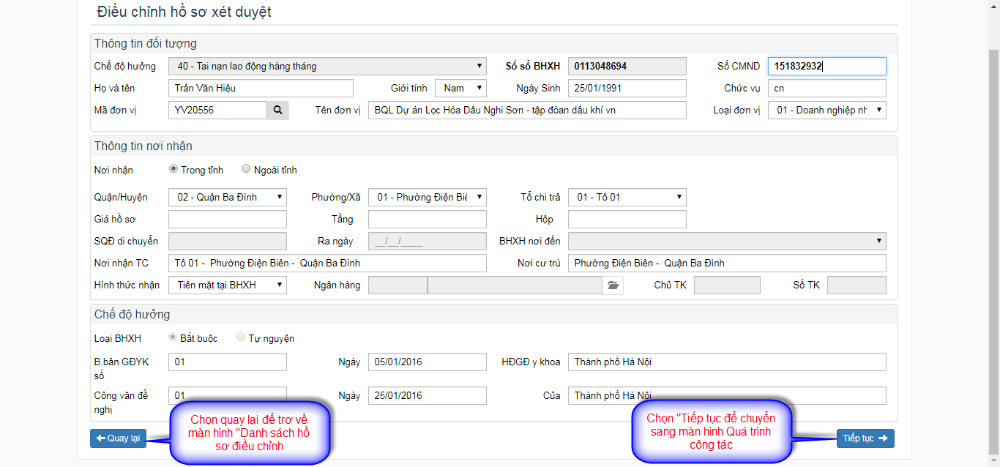 Điều chỉnh hồ sơ xét duyệt
Thông tin đối tượng
Chế độ hưởng 40 - Tai nạn lao động hàng tháng Số sổ BHXH 0113048694 Số CMND 151832932
Họ và tên Trần Văn Hiệu Giới tính Nam Ngày Sinh 25/01/1991 Chức vụ cn
Mã đơn vị YV20556 Tên đơn vị BQL Dự án Lọc Hóa Dầu Nghi Sơn - tập đòan dầu khí vn Loại đơn vị 01 - Doanh nghiệp nh
Thông tin nơi nhận
Nơi nhận Trong tỉnh Ngoài tỉnh
Quận/Huyện 02 - Quận Ba Đình Phường/Xã 01 - Phường Điện Biê Tổ chi trả 01 - Tổ 01
Giá hồ sơ Tầng Hộp
SQĐ di chuyển Ra ngày __/__/____ BHXH nơi đến
Nơi nhận TC Tổ 01 - Phường Điện Biên - Quận Ba Đình Nơi cư trú Phường Điện Biên - Quận Ba Đình
Hình thức nhận Tiền mặt tại BHXH Ngân hàng Chủ TK Số TK
Chế độ hưởng
Loại BHXH Bắt buộc Tự nguyện
B.bản GĐYK số 01 Ngày 05/01/2016 HĐGĐ y khoa Thành phố Hà Nội
Công văn đề nghị 01 Ngày 25/01/2016 Của Thành phố Hà Nội
Quay lại
Chọn quay lại để trơ về
màn hình "Danh sách hồ
sơ điều chỉnh
Chọn "Tiếp tục để chuyển
sang màn hình Quá trình
công tác
Tiếp tục